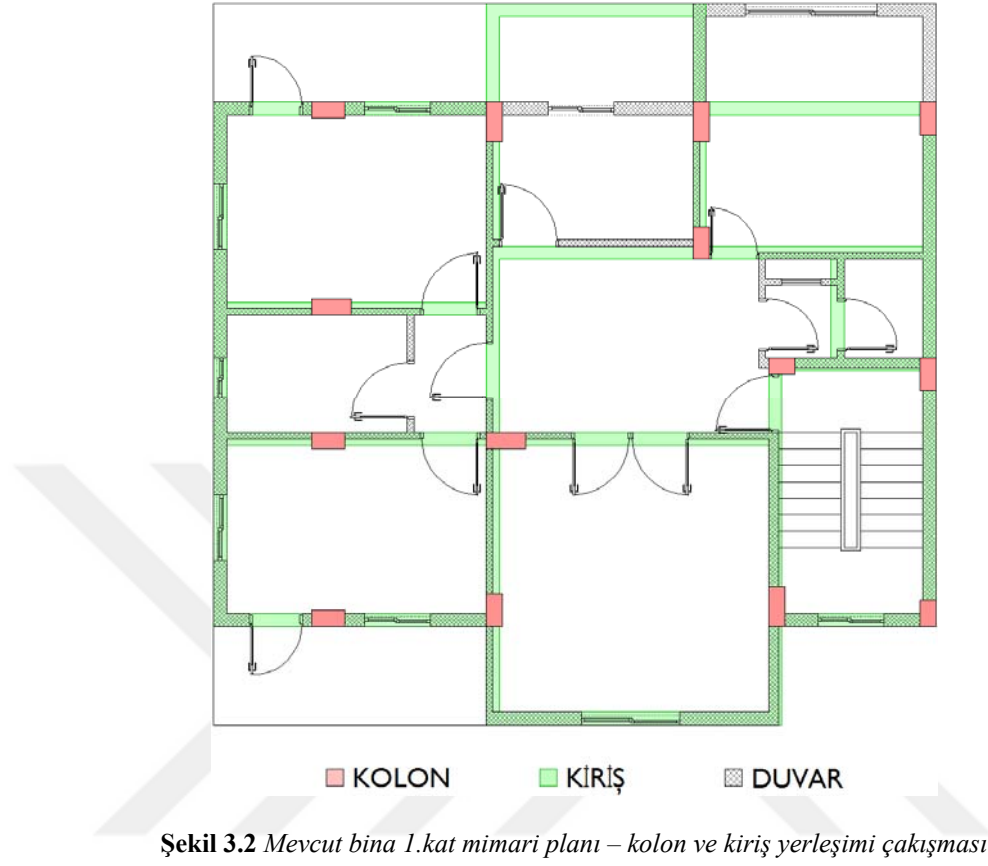 KOLON KİRİŞ DUVAR
Şekil 3.2 Mevcut bina 1.kat mimari planı – kolon ve kiriş yerleşimi çakışması